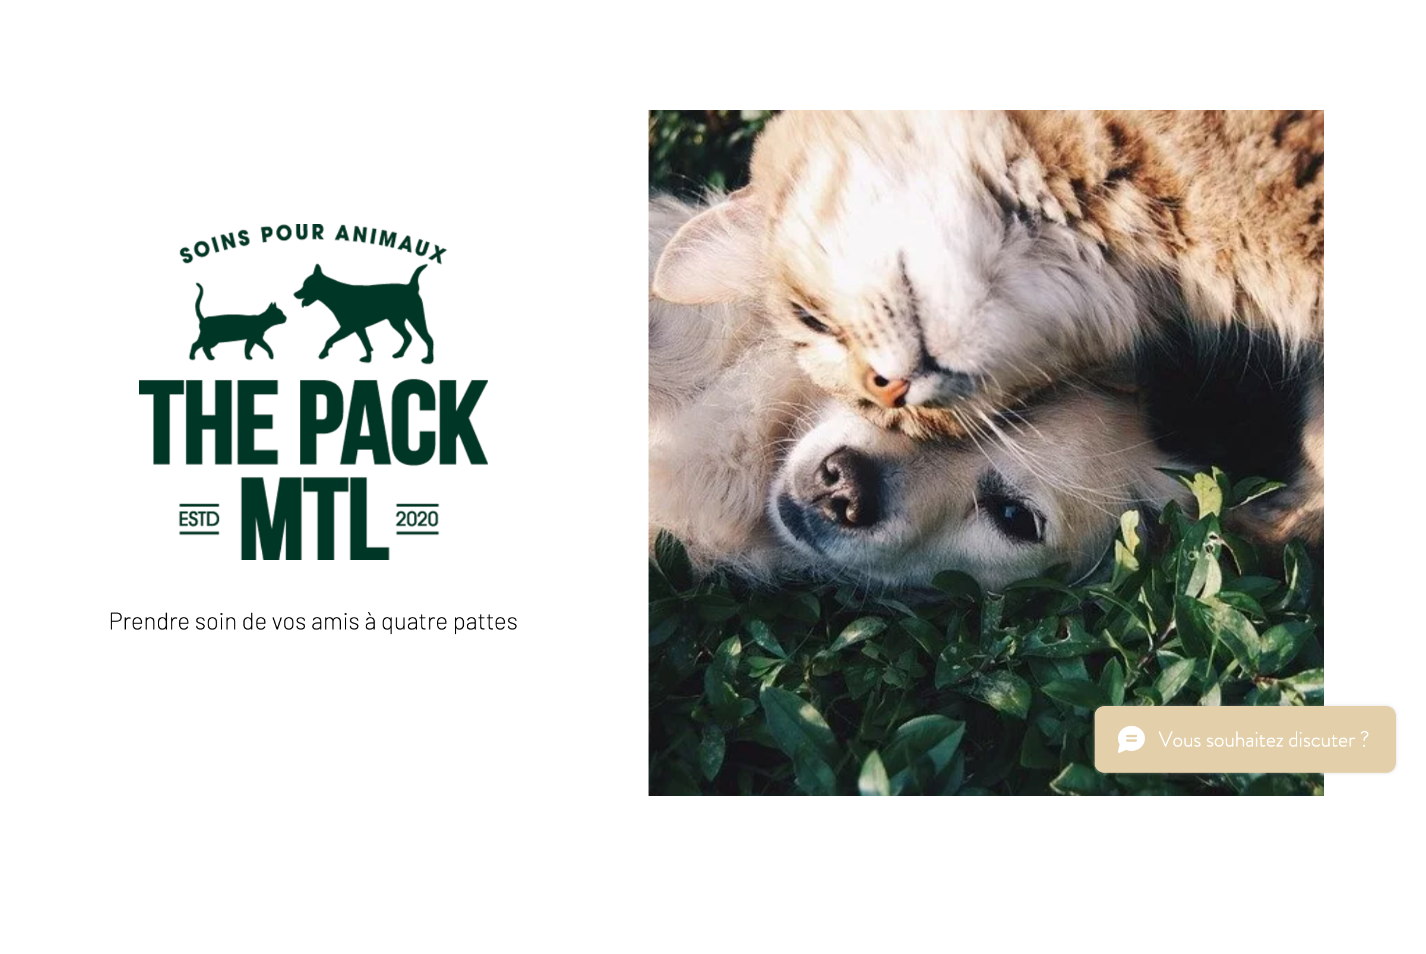 SOINS POUR ANIMAUX
THE PACK
ESTD MTL 2020
Prendre soin de vos amis à quatre pattes
Vous souhaitez discuter ?